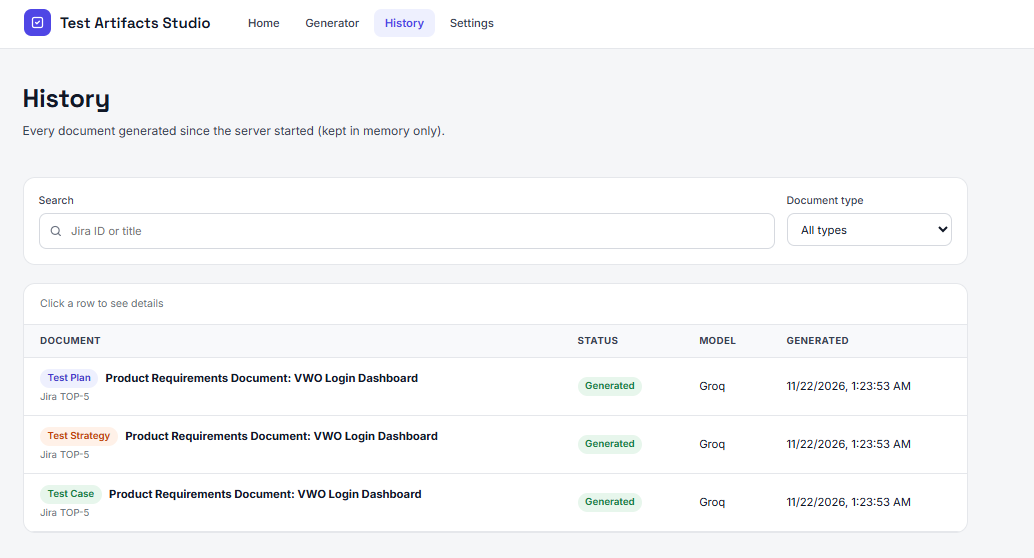 Test Artifacts Studio Home Generator History Settings
History
Every document generated since the server started (kept in memory only).
Search Document type
Jira ID or title All types
Click a row to see details
DOCUMENT STATUS MODEL GENERATED
Test Plan Product Requirements Document: VWO Login Dashboard
Jira TOP-5
Generated Groq 11/22/2026, 1:23:53 AM
Test Strategy Product Requirements Document: VWO Login Dashboard
Jira TOP-5
Generated Groq 11/22/2026, 1:23:53 AM
Test Case Product Requirements Document: VWO Login Dashboard
Jira TOP-5
Generated Groq 11/22/2026, 1:23:53 AM